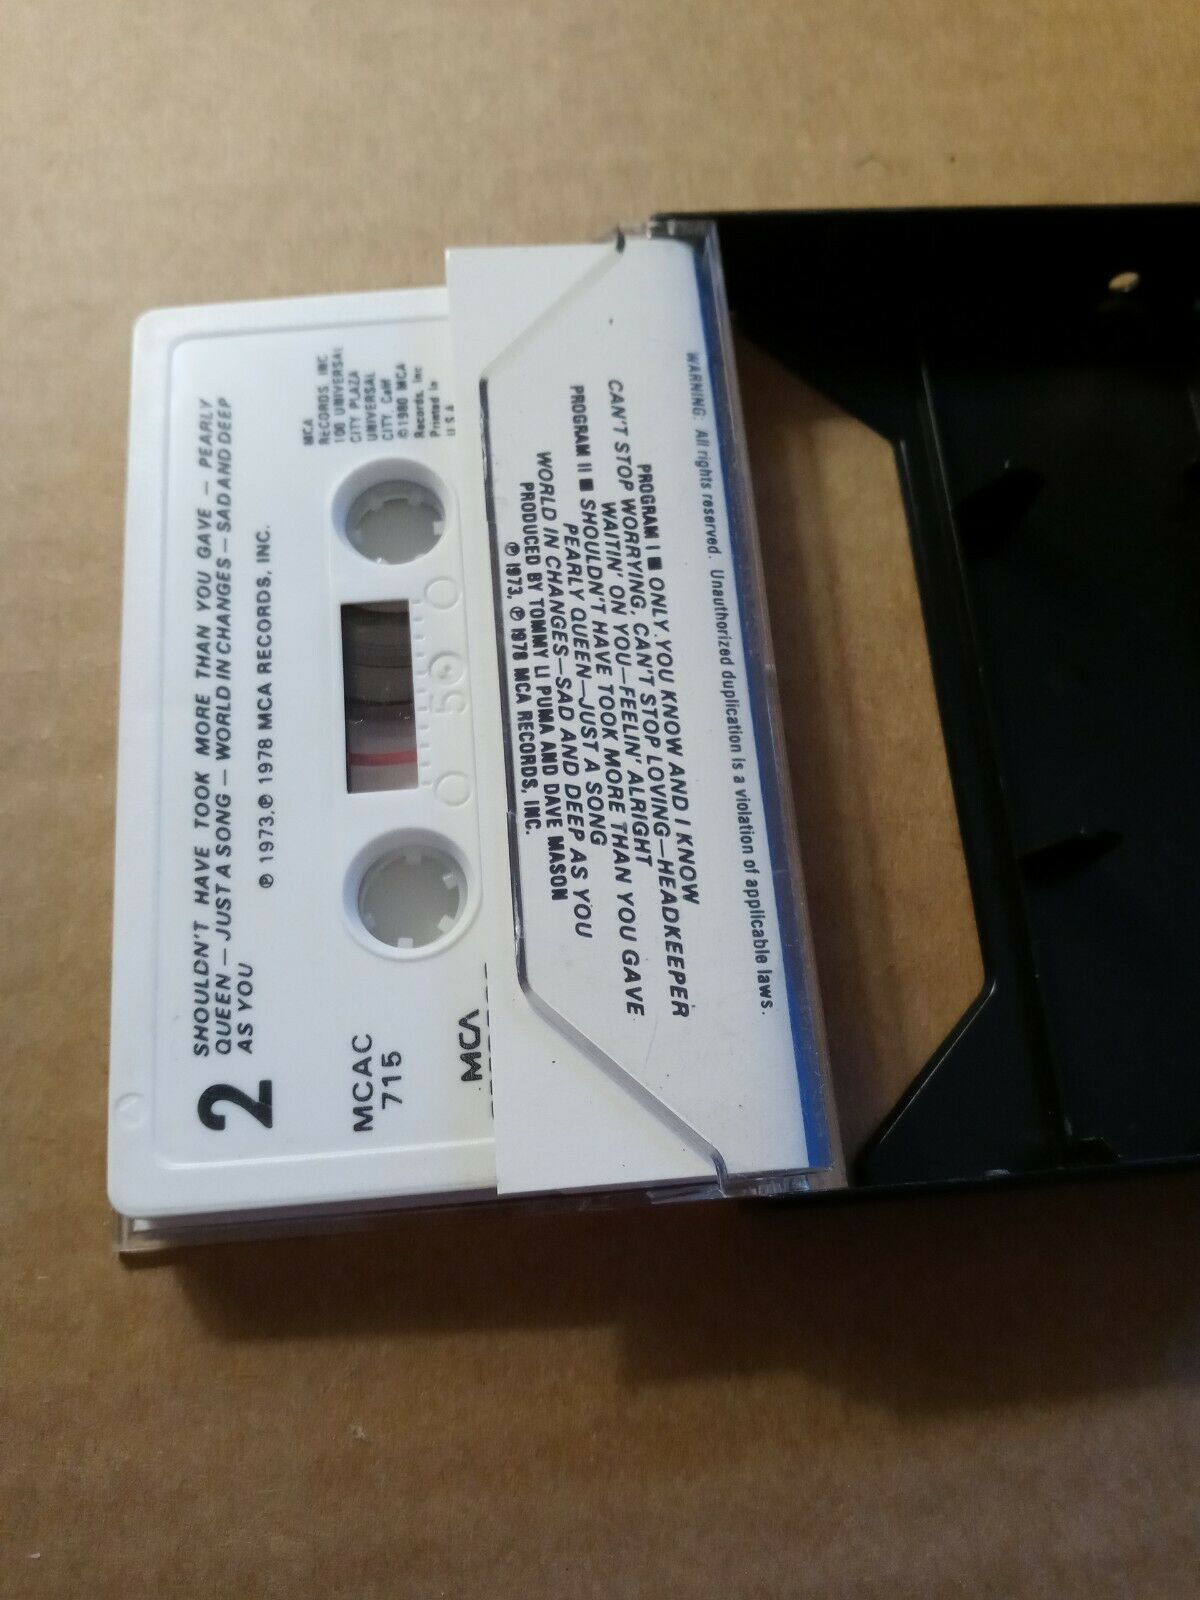 2
SHOULDN'T HAVE TOOK MORE THAN YOU GAVE – PEARLY
QUEEN – JUST A SONG – WORLD IN CHANGES – SAD AND DEEP
AS YOU
℗ 1973,℗ 1978 MCA RECORDS, INC.
MCA
RECORDS, INC
100 UNIVERSAL
CITY PLAZA
UNIVERSAL
CITY, Calif.
©1980 MCA
Records, Inc
Printed in
U S A
MCAC
715
MCA
50
WARNING: All rights reserved. Unauthorized duplication is a violation of applicable laws.
PROGRAM I ■ ONLY YOU KNOW AND I KNOW
CAN'T STOP WORRYING, CAN'T STOP LOVING—HEADKEEPER
WAITIN' ON YOU—FEELIN' ALRIGHT
PROGRAM II ■ SHOULDN'T HAVE TOOK MORE THAN YOU GAVE
PEARLY QUEEN—JUST A SONG
WORLD IN CHANGES—SAD AND DEEP AS YOU
PRODUCED BY TOMMY LI PUMA AND DAVE MASON
℗ 1973, ℗ 1978 MCA RECORDS, INC.